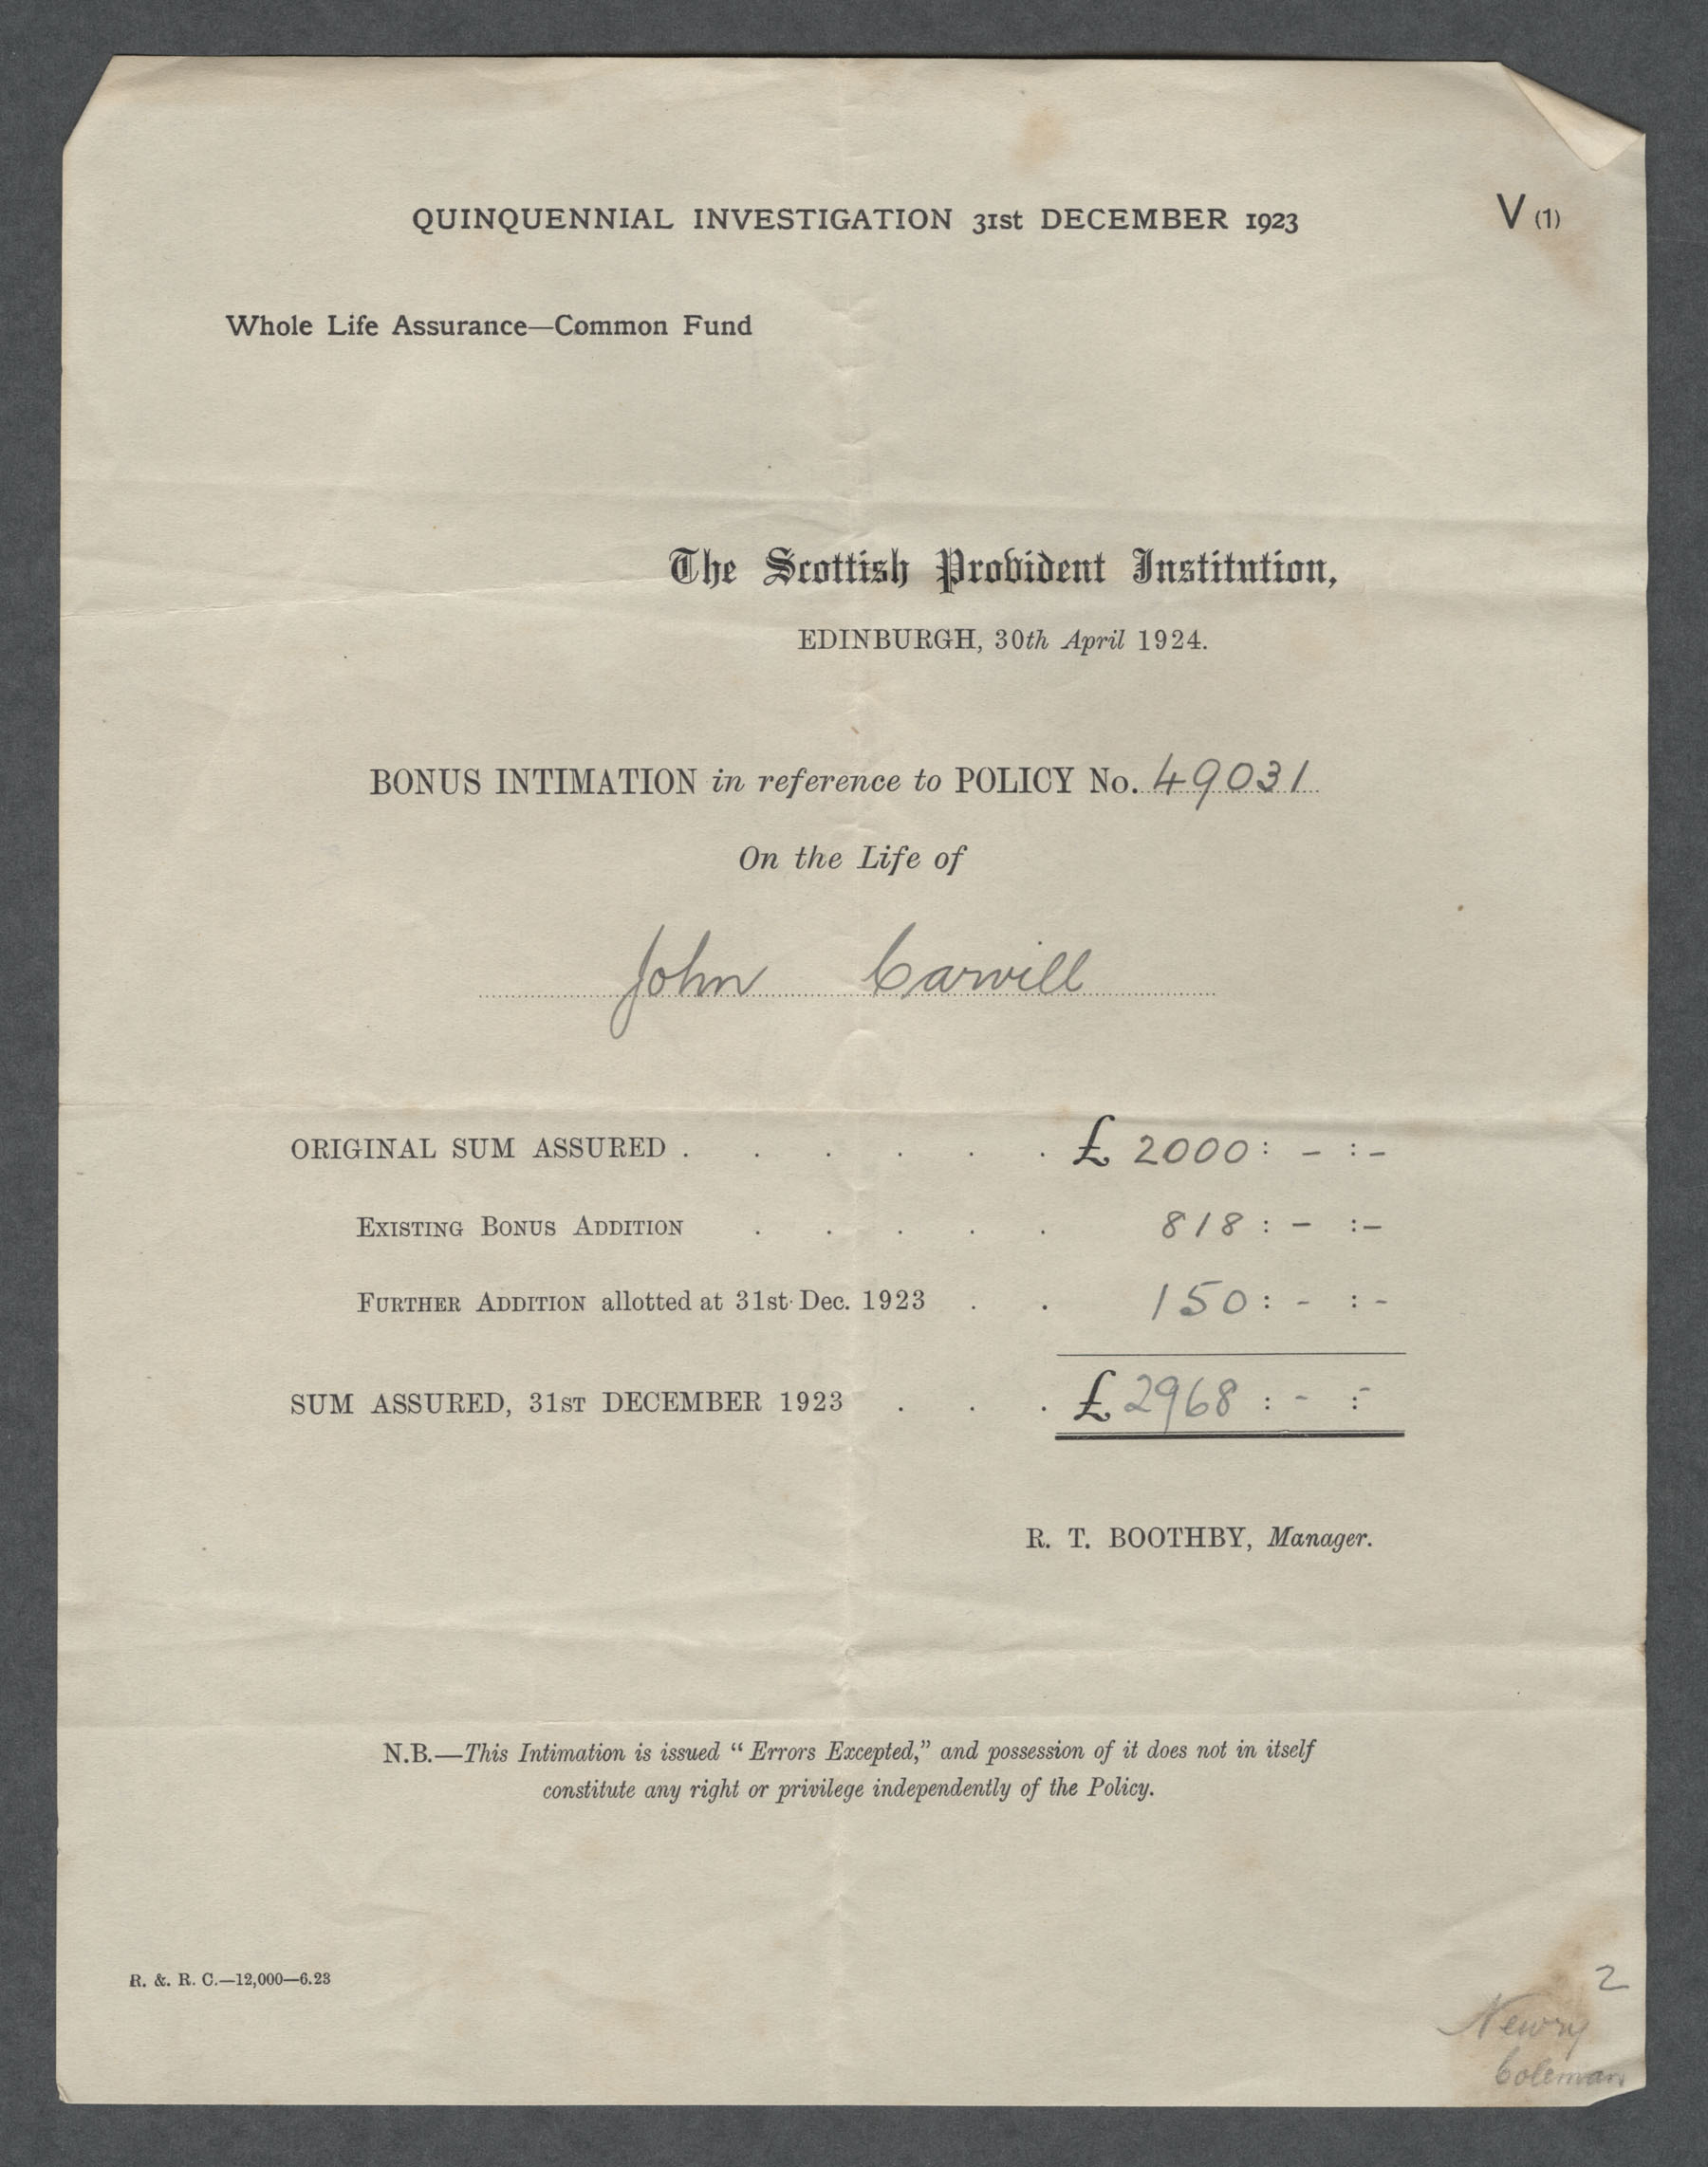 QUINQUENNIAL INVESTIGATION 31st DECEMBER 1923 V (1)
Whole Life Assurance—Common Fund
The Scottish Provident Institution,
EDINBURGH, 30th April 1924.
BONUS INTIMATION in reference to POLICY No. 49031
On the Life of
John Carvill
ORIGINAL SUM ASSURED . . . . . . £ 2000 : - : -
EXISTING BONUS ADDITION . . . . . 818 : - : -
FURTHER ADDITION allotted at 31st Dec. 1923 . . 150 : - : -
SUM ASSURED, 31ST DECEMBER 1923 . . . £ 2968 : - : -
R. T. BOOTHBY, Manager.
N.B.—This Intimation is issued “ Errors Excepted,” and possession of it does not in itself
constitute any right or privilege independently of the Policy.
R. & R. C.—12,000—6.23
2
Newry
Coleman